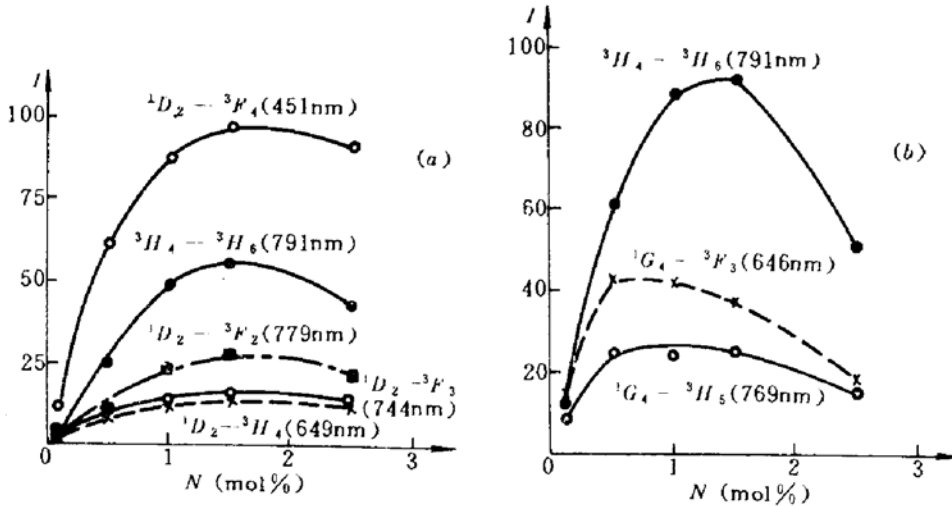 I
100
75
50
25
0
1
2
3
N (mol%)
(a)
¹D₂ — ³F₄(451nm)
³H₄ — ³H₆(791nm)
¹D₂ — ³F₂(779nm)
¹D₂ — ³F₃
(744nm)
¹D₂ — ³H₄(649nm)
I
100
80
60
40
20
0
1
2
3
N (mol%)
(b)
³H₄ — ³H₆(791nm)
¹G₄ — ³F₃(646nm)
¹G₄ — ³H₅(769nm)